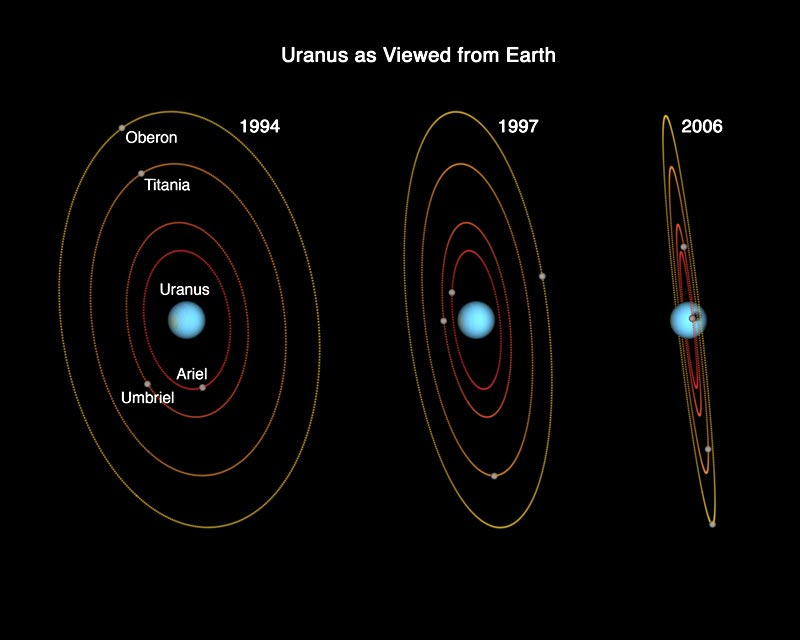 Uranus as Viewed from Earth
1994
1997
2006
Oberon
Titania
Uranus
Ariel
Umbriel